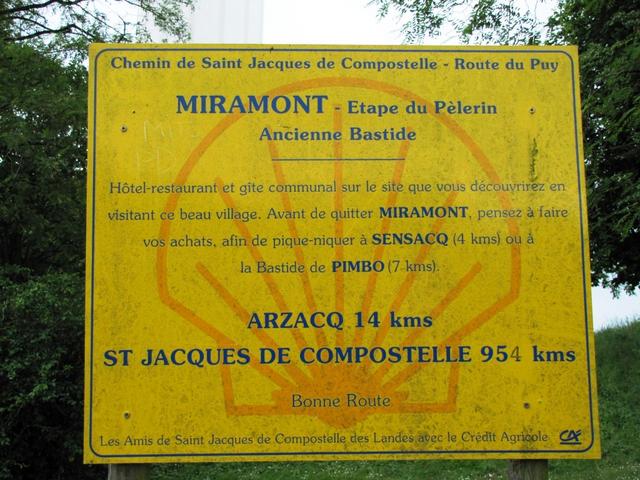 Chemin de Saint Jacques de Compostelle - Route du Puy
MIRAMONT - Etape du Pèlerin
Ancienne Bastide
Hôtel-restaurant et gîte communal sur le site que vous découvrirez en
visitant ce beau village. Avant de quitter MIRAMONT, pensez à faire
vos achats, afin de pique-niquer à SENSACQ (4 kms) ou à
la Bastide de PIMBO (7 kms).
ARZACQ 14 kms
ST JACQUES DE COMPOSTELLE 954 kms
Bonne Route
Les Amis de Saint Jacques de Compostelle des Landes avec le Crédit Agricole CA